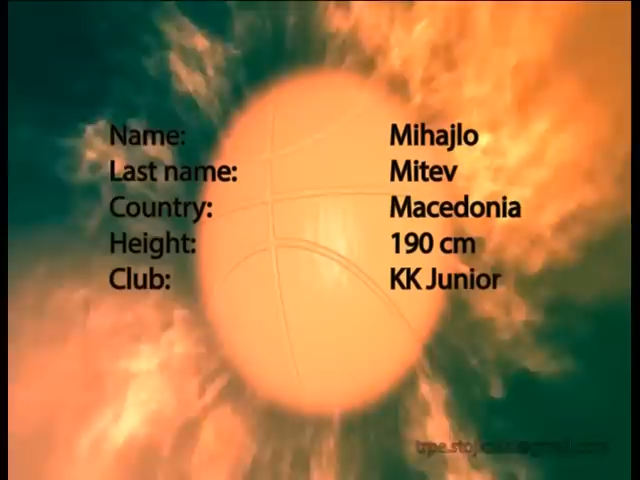 Name: Mihajlo
Last name: Mitev
Country: Macedonia
Height: 190 cm
Club: KK Junior